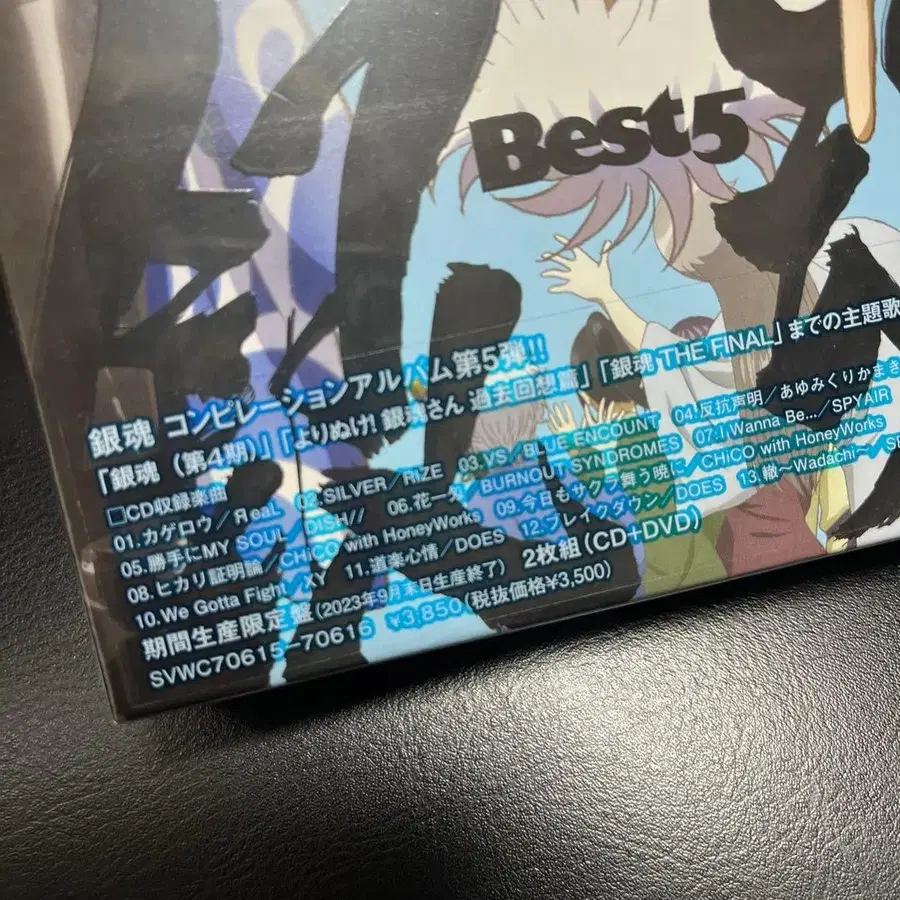 Best5
銀魂 コンピレーションアルバム第5弾!!
「銀魂（第4期）」「よりぬけ! 銀魂さん 過去回想篇」「銀魂 THE FINAL」までの主題歌
□CD収録楽曲
01.カゲロウ／ЯeaL 02.SILVER／RIZE 03.VS／BLUE ENCOUNT 04.反抗声明／あゆみくりかまき
05.勝手にMY SOUL／DISH// 06.花一匁／BURNOUT SYNDROMES 07.I Wanna Be...／SPYAIR
08.ヒカリ証明論／CHiCO with HoneyWorks 09.今日もサクラ舞う暁に／CHiCO with HoneyWorks
10.We Gotta Fight／XY 11.道楽心情／DOES 12.ブレイクダウン／DOES 13.轍〜Wadachi〜／
期間生産限定盤(2023年9月末日生産終了) 2枚組(CD+DVD)
SVWC70615-70616 ¥3,850(税抜価格¥3,500)